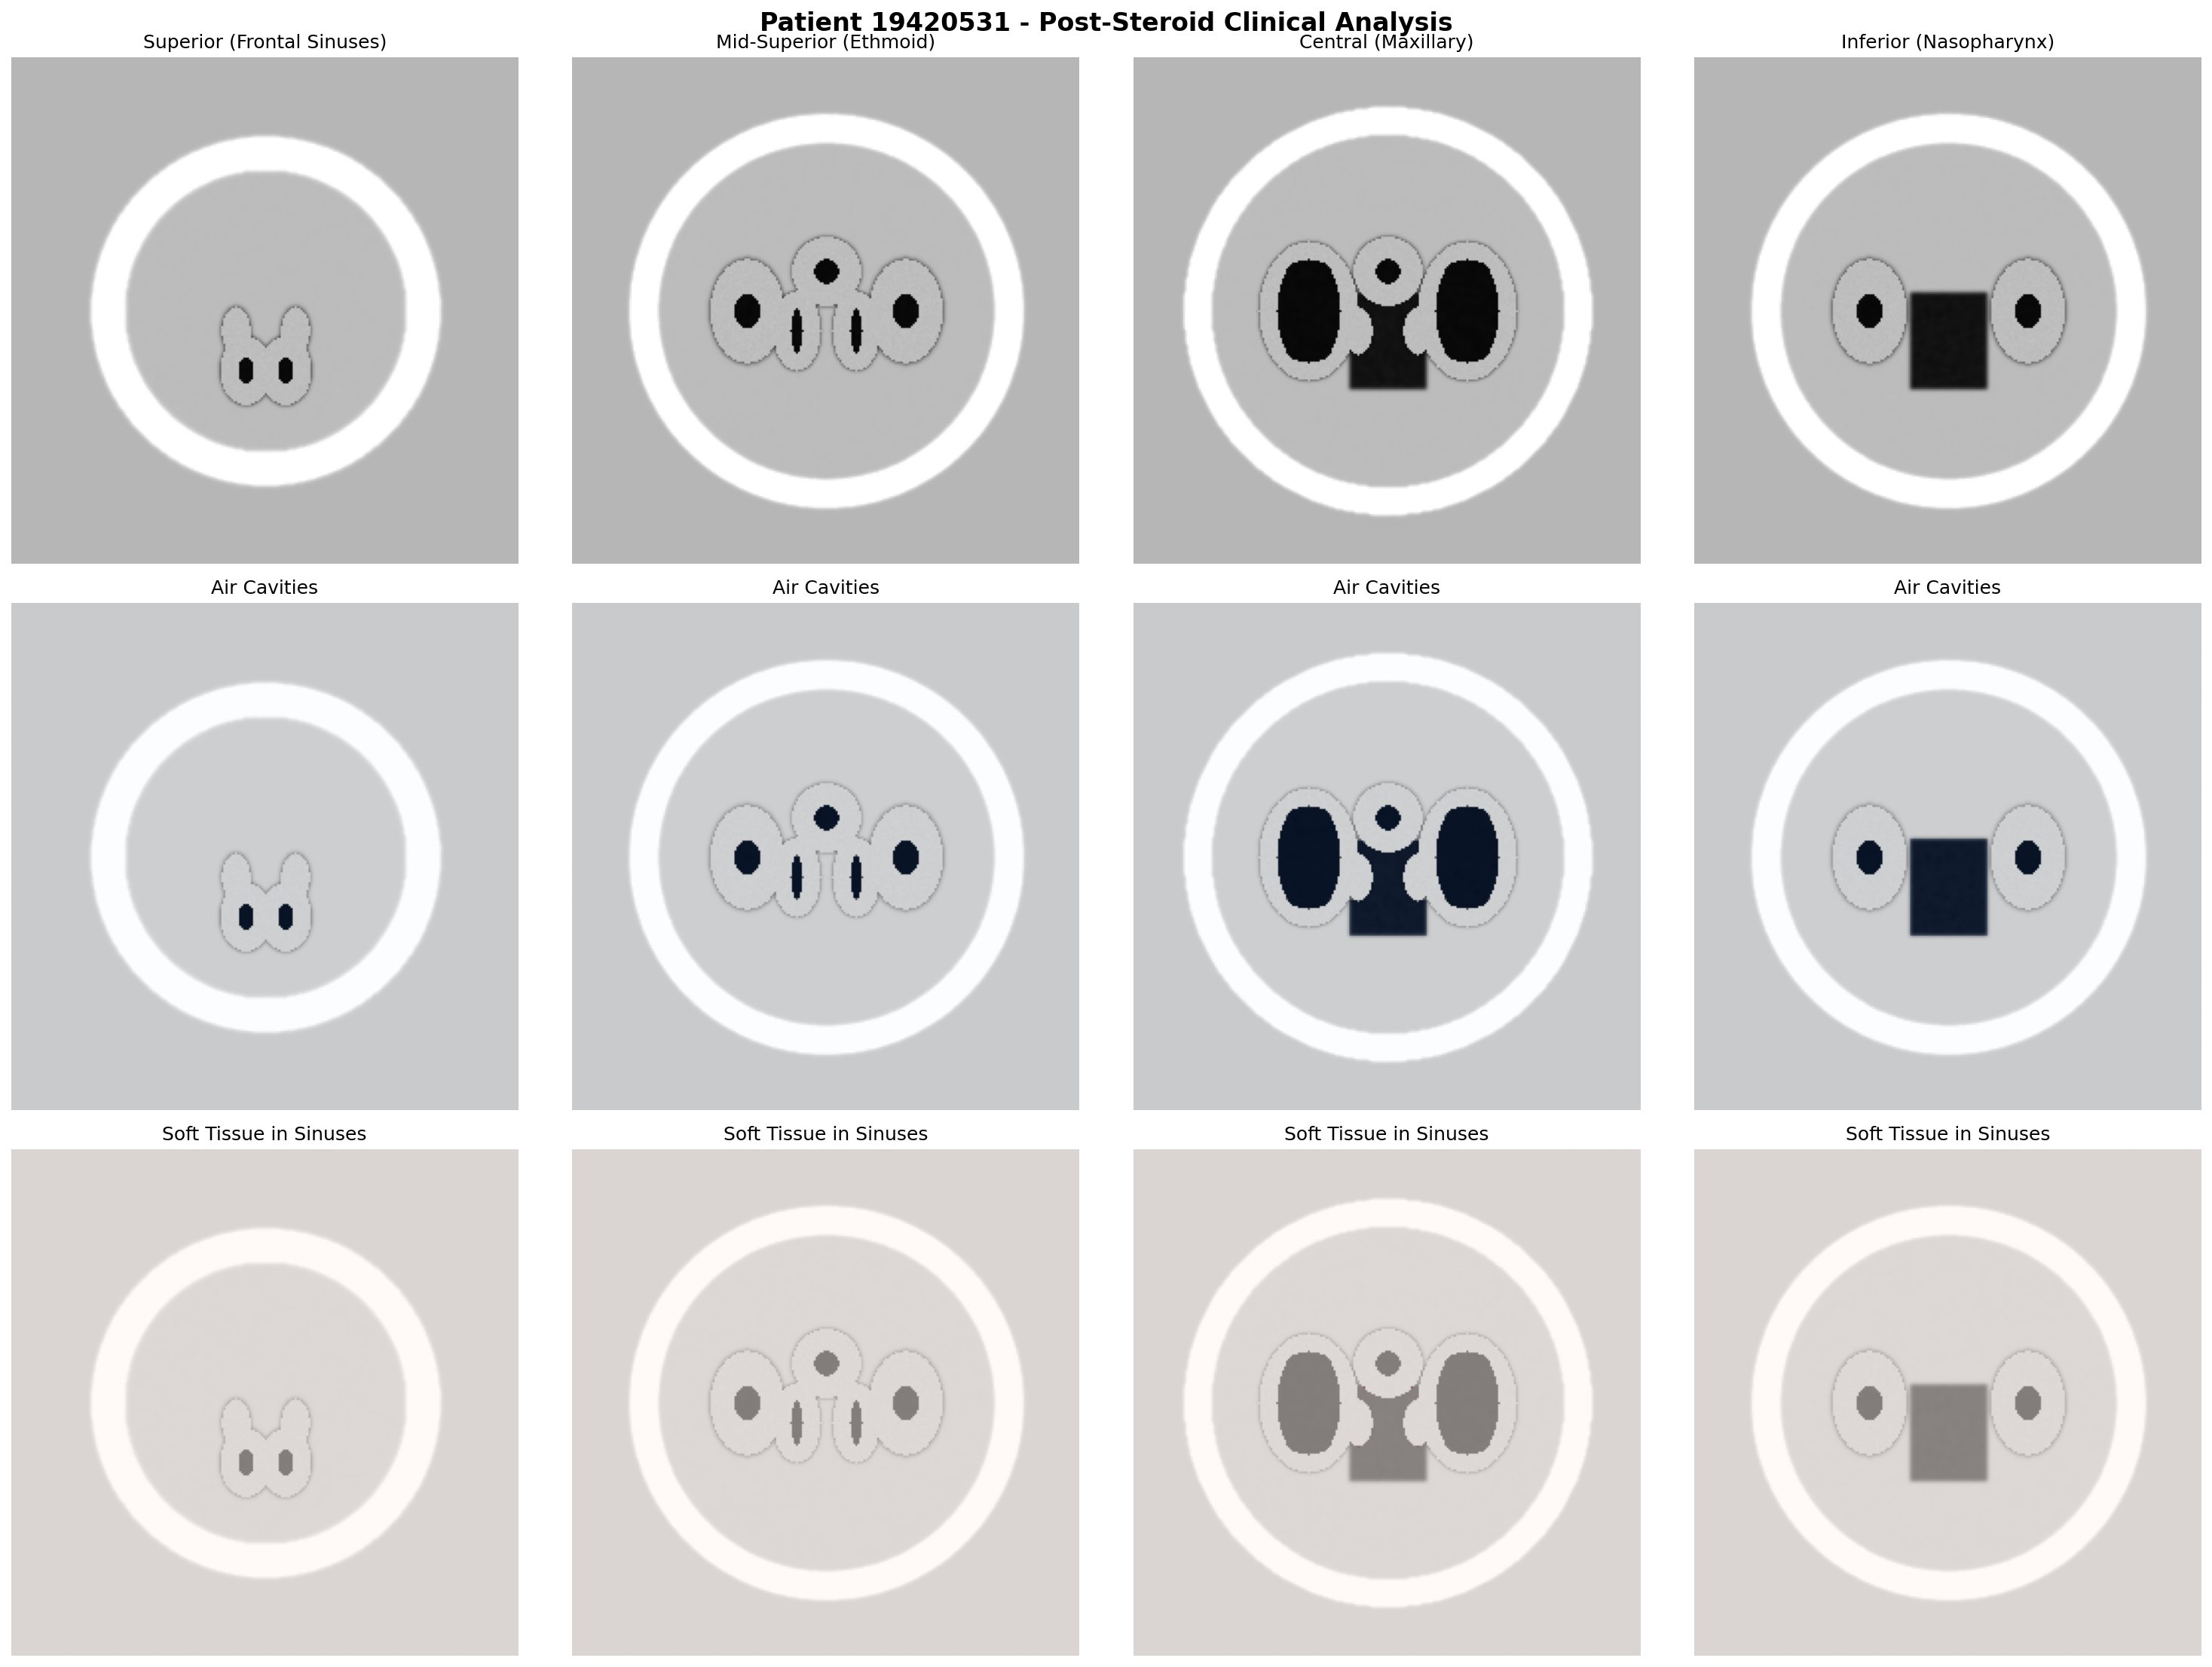 Patient 19420531 - Post-Steroid Clinical Analysis
Superior (Frontal Sinuses)
Mid-Superior (Ethmoid)
Central (Maxillary)
Inferior (Nasopharynx)
Air Cavities
Air Cavities
Air Cavities
Air Cavities
Soft Tissue in Sinuses
Soft Tissue in Sinuses
Soft Tissue in Sinuses
Soft Tissue in Sinuses